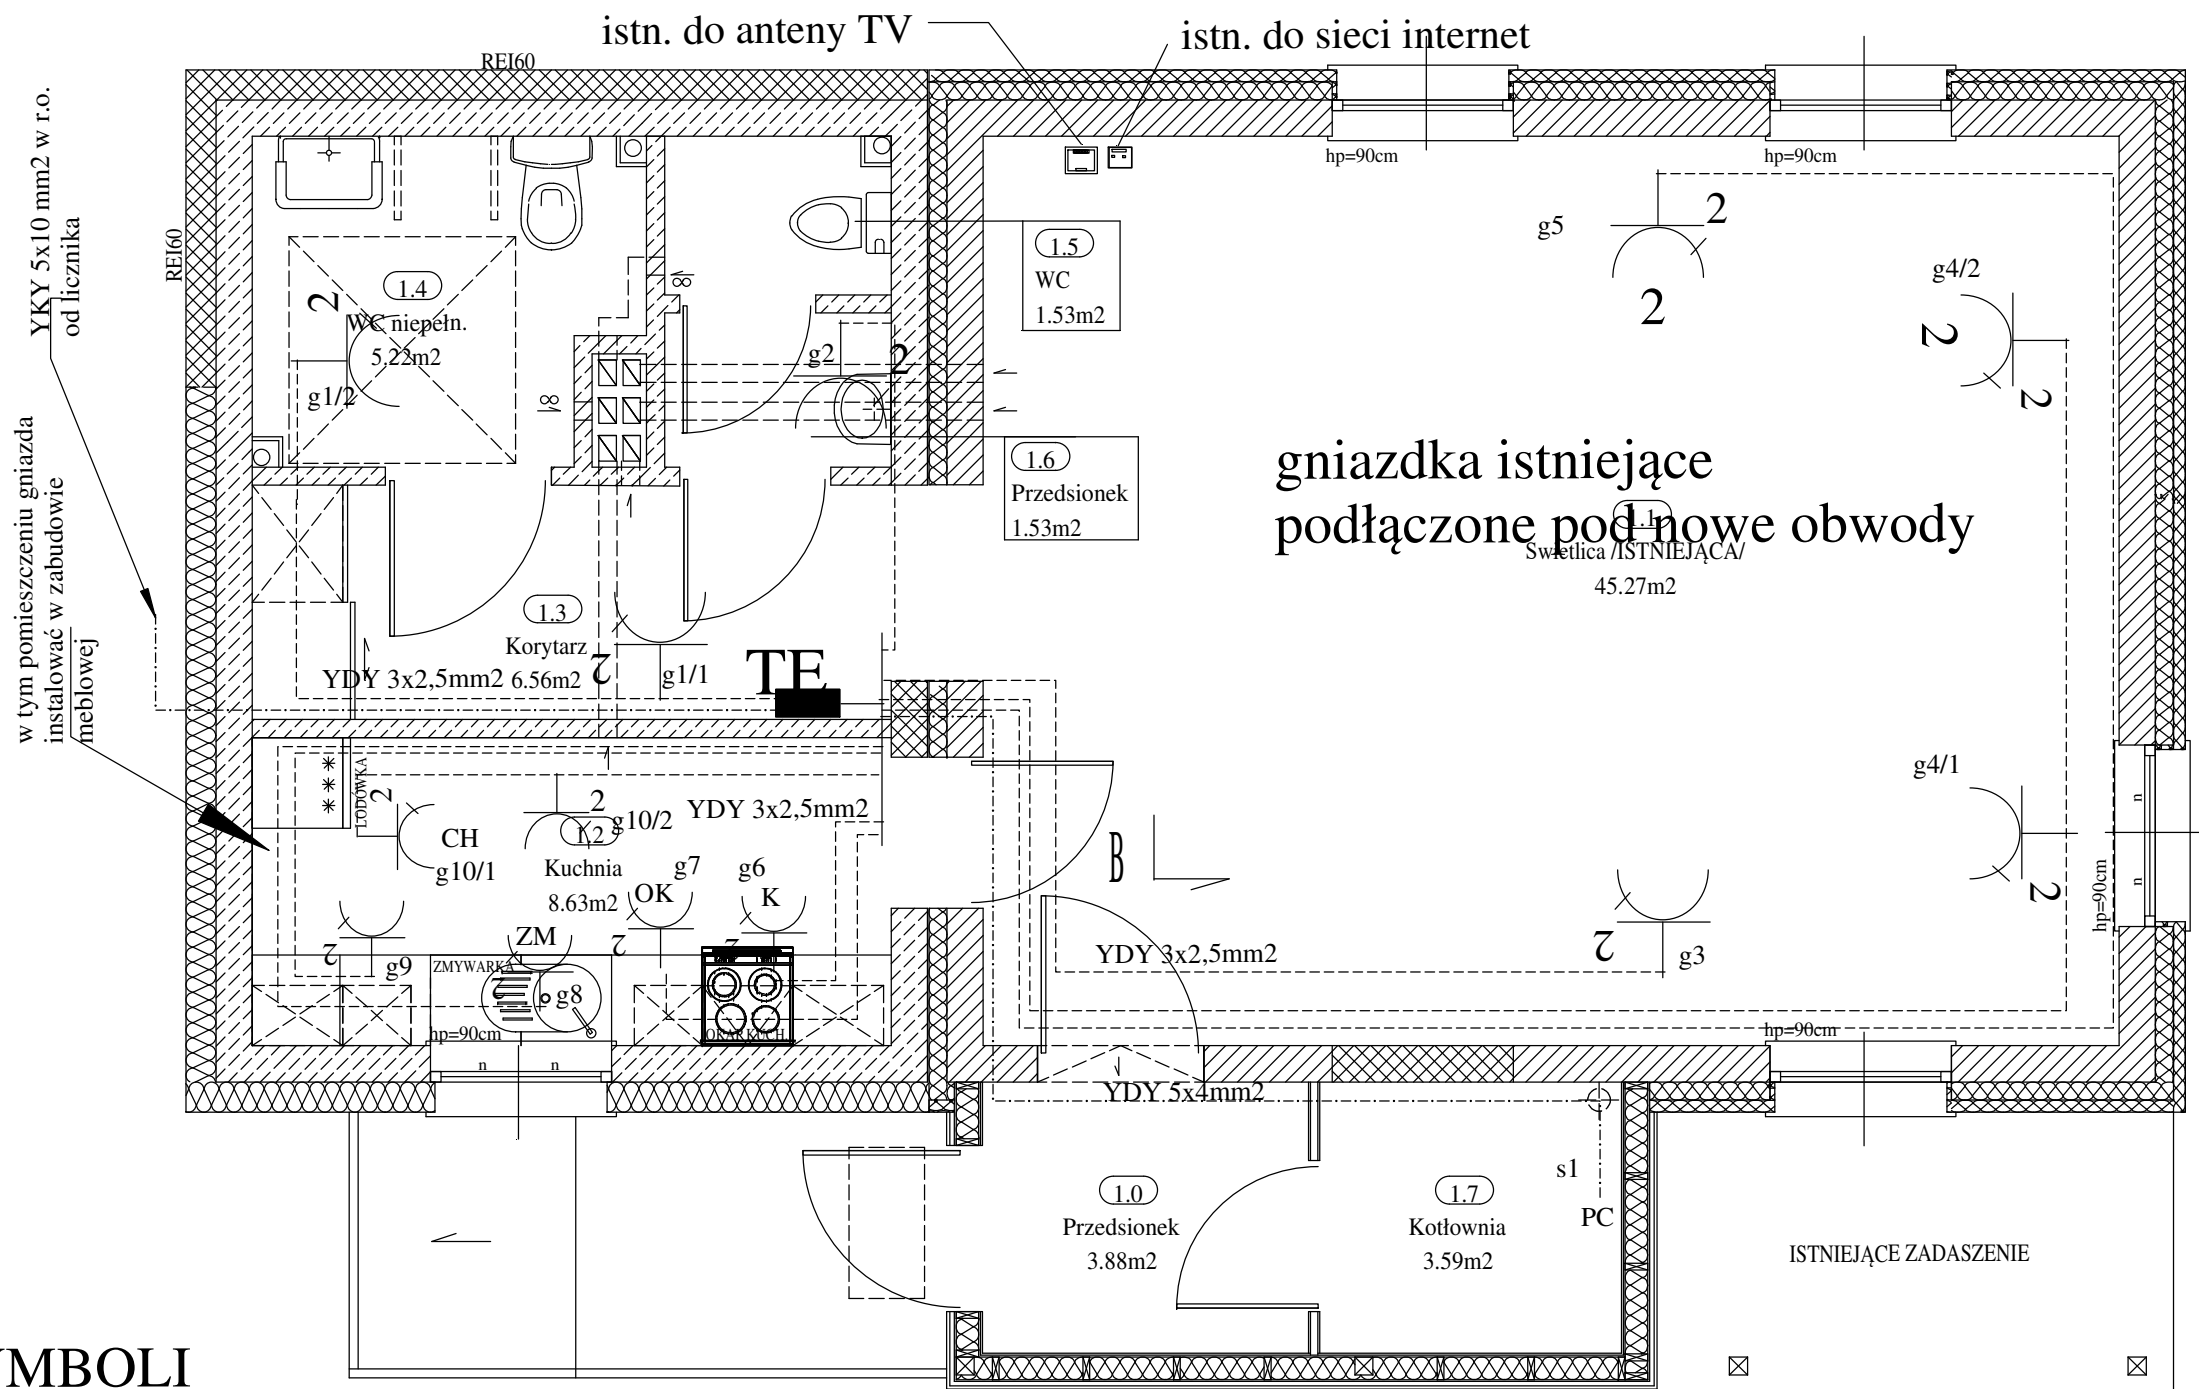 istn. do anteny TV
istn. do sieci internet
REI60
REI60
YKY 5x10 mm2 w r.o.
od licznika
w tym pomieszczeniu gniazda
instalować w zabudowie
meblowej
hp=90cm
hp=90cm
1.5
WC
1.53m2
g5
2
2
g4/2
2
2
1.4
WC niepełn.
5.22m2
2
g1/2
8
8
g2
2
1.6
Przedsionek
1.53m2
gniazdka istniejące
podłączone pod nowe obwody
1.1
Świetlica /ISTNIEJĄCA/
45.27m2
1.3
Korytarz
6.56m2
YDY 3x2,5mm2
2
g1/1
TE
LODÓWKA
2
CH
g10/1
2
g10/2
YDY 3x2,5mm2
1.2
Kuchnia
8.63m2
g7
OK
2
g6
K
2
B
g4/1
2
n
n
hp=90cm
2
g9
ZM
ZMYWARKA
2
g8
hp=90cm
n
n
YDY 3x2,5mm2
2
g3
hp=90cm
YDY 5x4mm2
s1
PC
1.0
Przedsionek
3.88m2
1.7
Kotłownia
3.59m2
ISTNIEJĄCE ZADASZENIE
YMBOLI